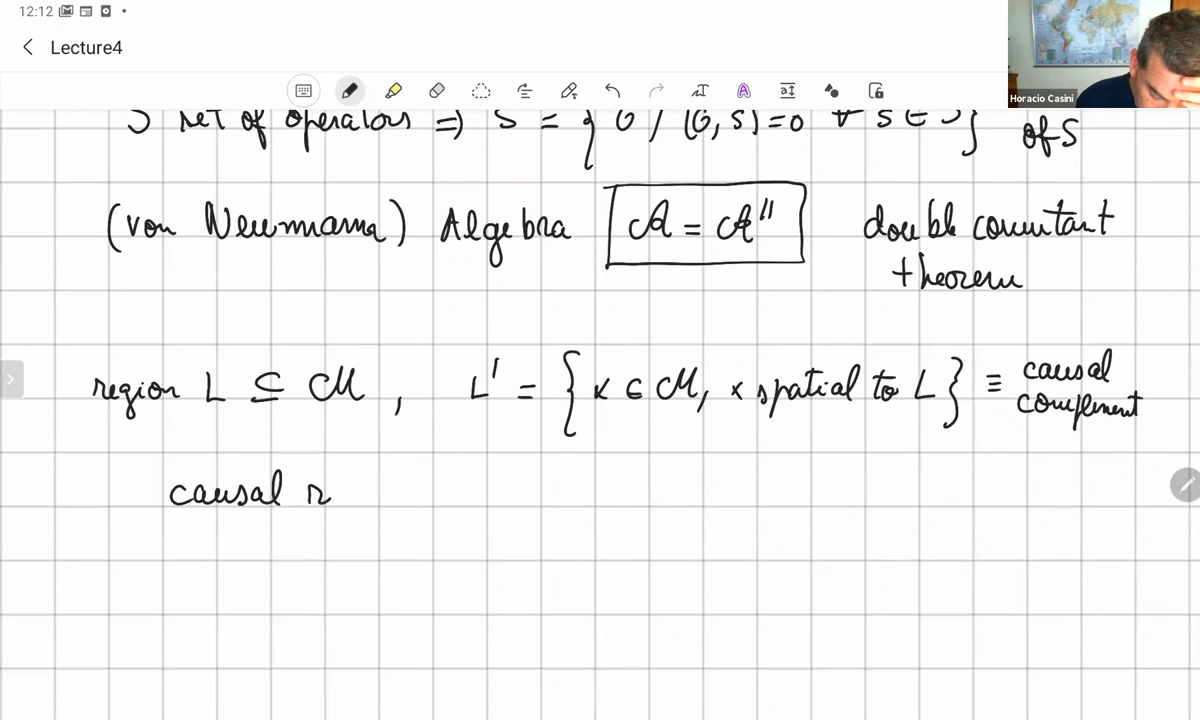 12:12
Lecture4
Horacio Casini
set of operators ⇒ S = { O / [O, S] = 0 ∀ S ∈ S } of S
(von Neumann) Algebra A = A'' double comutant
theorem
region L ⊆ M, L' = { x ∈ M, x spatial to L } ≡ causal
complement
causal r